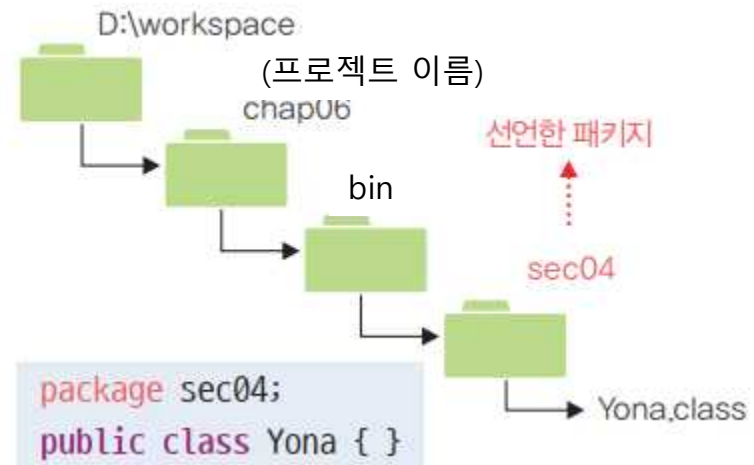 D:\workspace
(프로젝트 이름)
chap06
선언한 패키지
bin
sec04
Yona.class
package sec04;
public class Yona { }